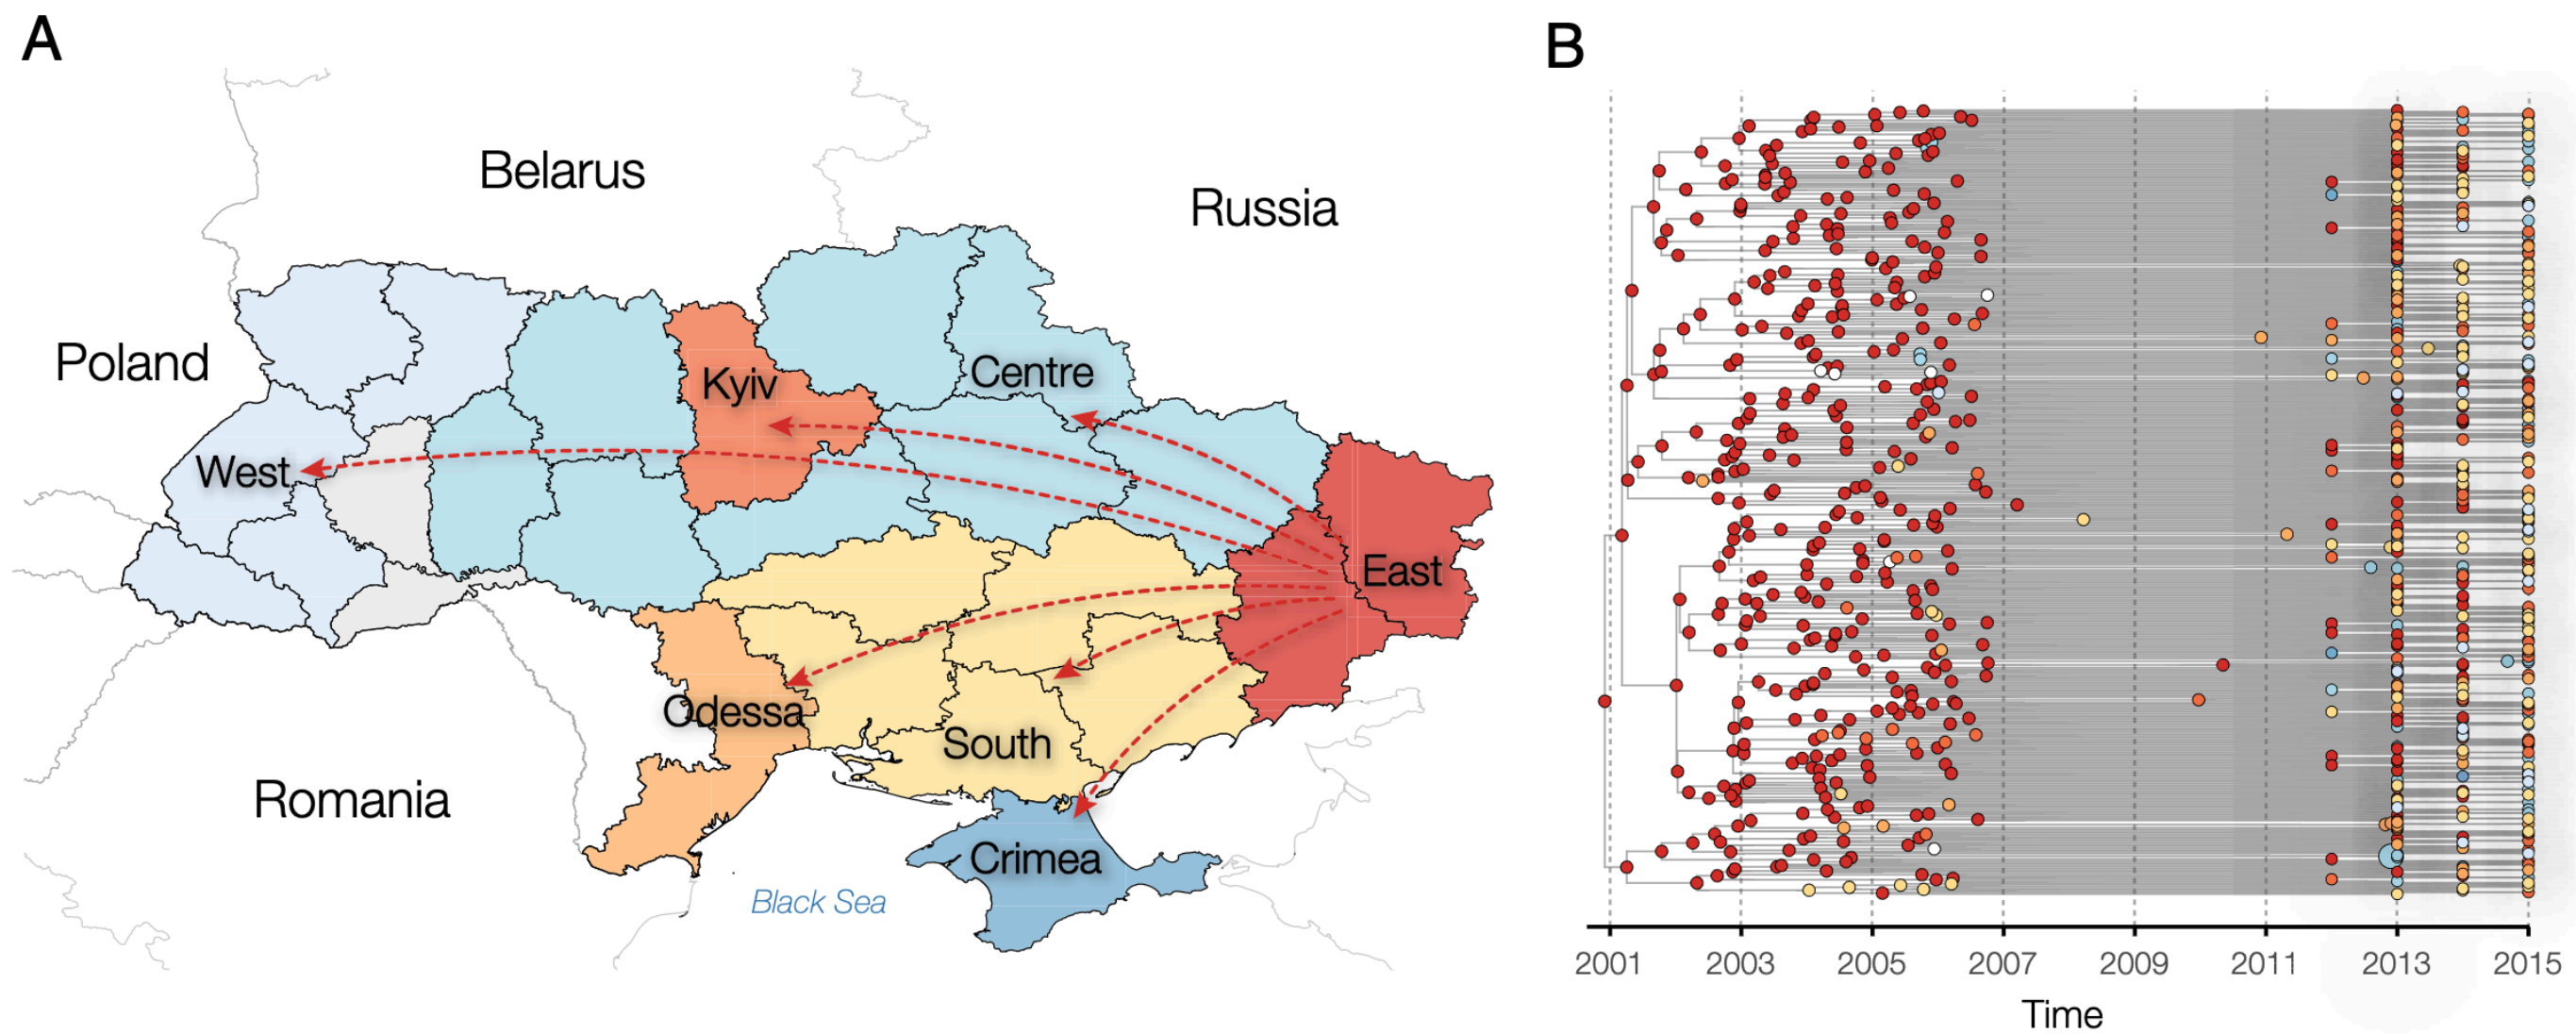 A
B
Belarus
Russia
Poland
Kyiv
Centre
West
East
Odessa
South
Romania
Crimea
Black Sea
2001 2003 2005 2007 2009 2011 2013 2015
Time